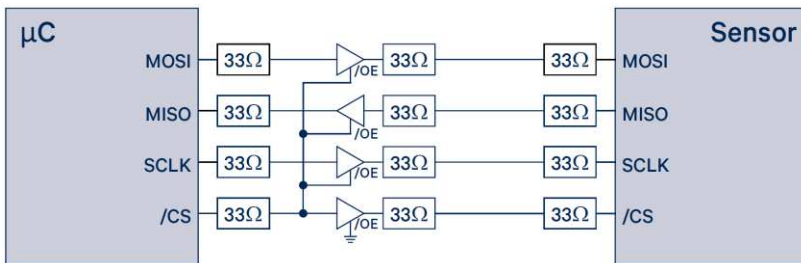 μC
Sensor
MOSI 33Ω /OE 33Ω 33Ω MOSI
MISO 33Ω /OE 33Ω 33Ω MISO
SCLK 33Ω /OE 33Ω 33Ω SCLK
/CS 33Ω /OE 33Ω 33Ω /CS